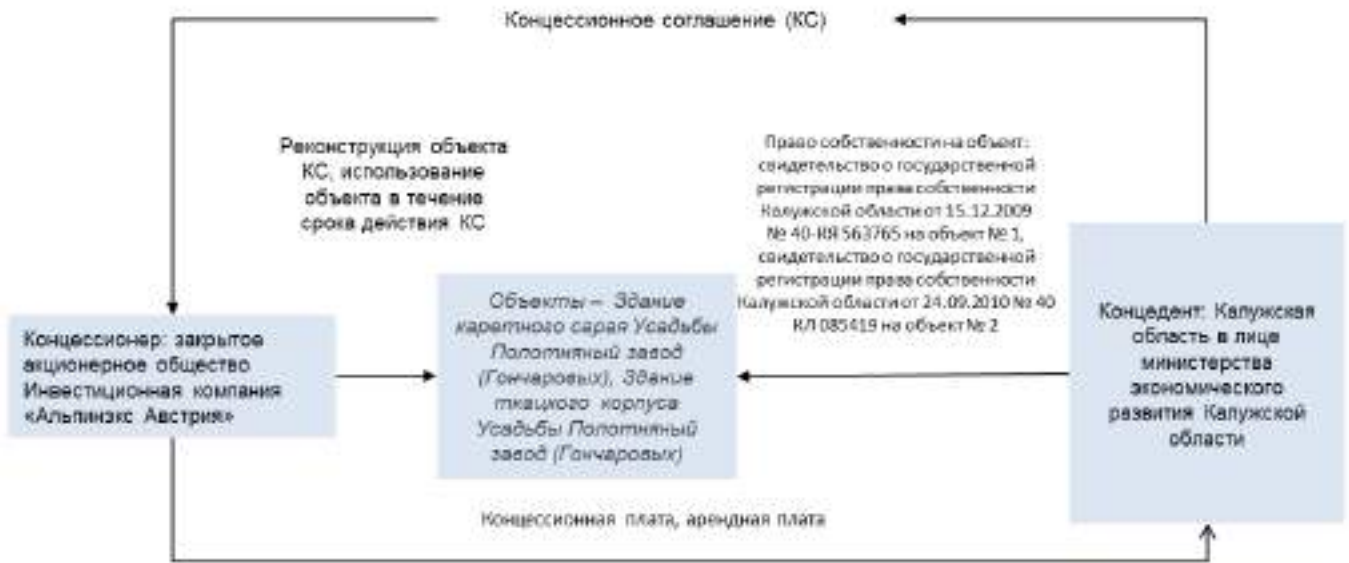 Концессионное соглашение (КС)
Реконструкция объекта
КС, использование
объекта в течение
срока действия КС
Право собственности на объект:
свидетельство о государственной
регистрации права собственности
Калужской области от 15.12.2009
№ 40-КЯ 563765 на объект № 1,
свидетельство о государственной
регистрации права собственности
Калужской области от 24.09.2010 № 40
КЛ 085419 на объект № 2
Концессионер: закрытое
акционерное общество
Инвестиционная компания
«Альпинэкс Австрия»
Объекты – Здание
каретного сарая Усадьбы
Полотняный завод
(Гончаровых), Здание
ткацкого корпуса
Усадьбы Полотняный
завод (Гончаровых)
Концедент: Калужская
область в лице
министерства
экономического
развития Калужской
области
Концессионная плата, арендная плата